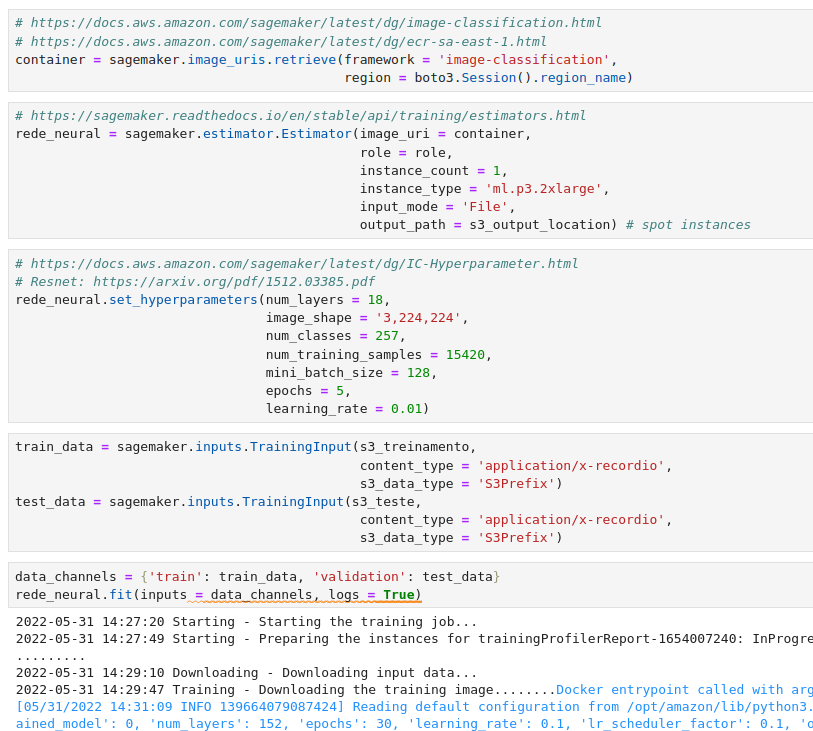 # https://docs.aws.amazon.com/sagemaker/latest/dg/image-classification.html
# https://docs.aws.amazon.com/sagemaker/latest/dg/ecr-sa-east-1.html
container = sagemaker.image_uris.retrieve(framework = 'image-classification',
region = boto3.Session().region_name)
# https://sagemaker.readthedocs.io/en/stable/api/training/estimators.html
rede_neural = sagemaker.estimator.Estimator(image_uri = container,
role = role,
instance_count = 1,
instance_type = 'ml.p3.2xlarge',
input_mode = 'File',
output_path = s3_output_location) # spot instances
# https://docs.aws.amazon.com/sagemaker/latest/dg/IC-Hyperparameter.html
# Resnet: https://arxiv.org/pdf/1512.03385.pdf
rede_neural.set_hyperparameters(num_layers = 18,
image_shape = '3,224,224',
num_classes = 257,
num_training_samples = 15420,
mini_batch_size = 128,
epochs = 5,
learning_rate = 0.01)
train_data = sagemaker.inputs.TrainingInput(s3_treinamento,
content_type = 'application/x-recordio',
s3_data_type = 'S3Prefix')
test_data = sagemaker.inputs.TrainingInput(s3_teste,
content_type = 'application/x-recordio',
s3_data_type = 'S3Prefix')
data_channels = {'train': train_data, 'validation': test_data}
rede_neural.fit(inputs = data_channels, logs = True)
2022-05-31 14:27:20 Starting - Starting the training job...
2022-05-31 14:27:49 Starting - Preparing the instances for trainingProfilerReport-1654007240: InProgre
.........
2022-05-31 14:29:10 Downloading - Downloading input data...
2022-05-31 14:29:47 Training - Downloading the training image........Docker entrypoint called with arg
[05/31/2022 14:31:09 INFO 139664079087424] Reading default configuration from /opt/amazon/lib/python3.
ained_model': 0, 'num_layers': 152, 'epochs': 30, 'learning_rate': 0.1, 'lr_scheduler_factor': 0.1, 'o